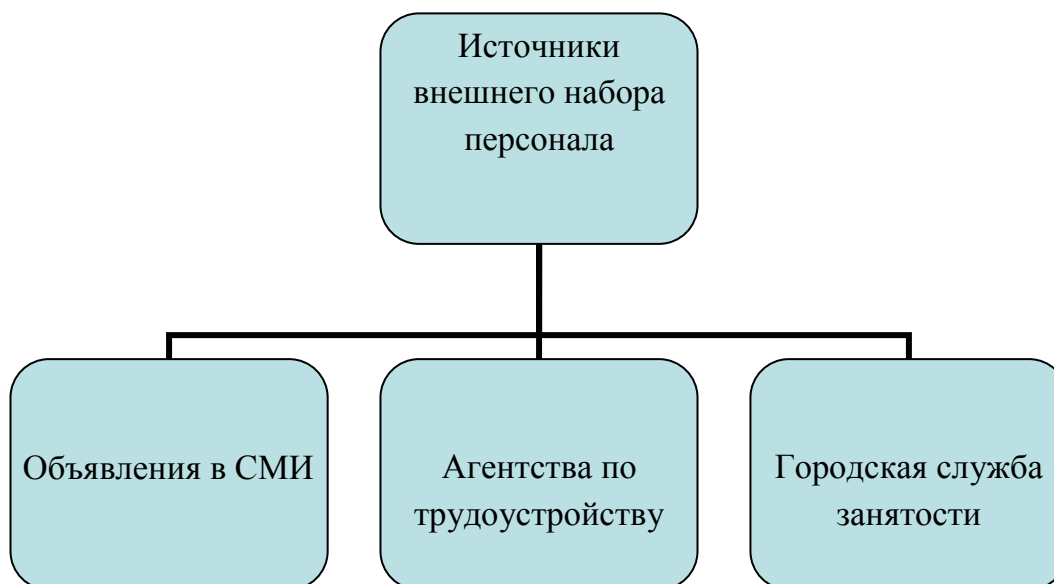 Источники
внешнего набора
персонала
Объявления в СМИ
Агентства по
трудоустройству
Городская служба
занятости